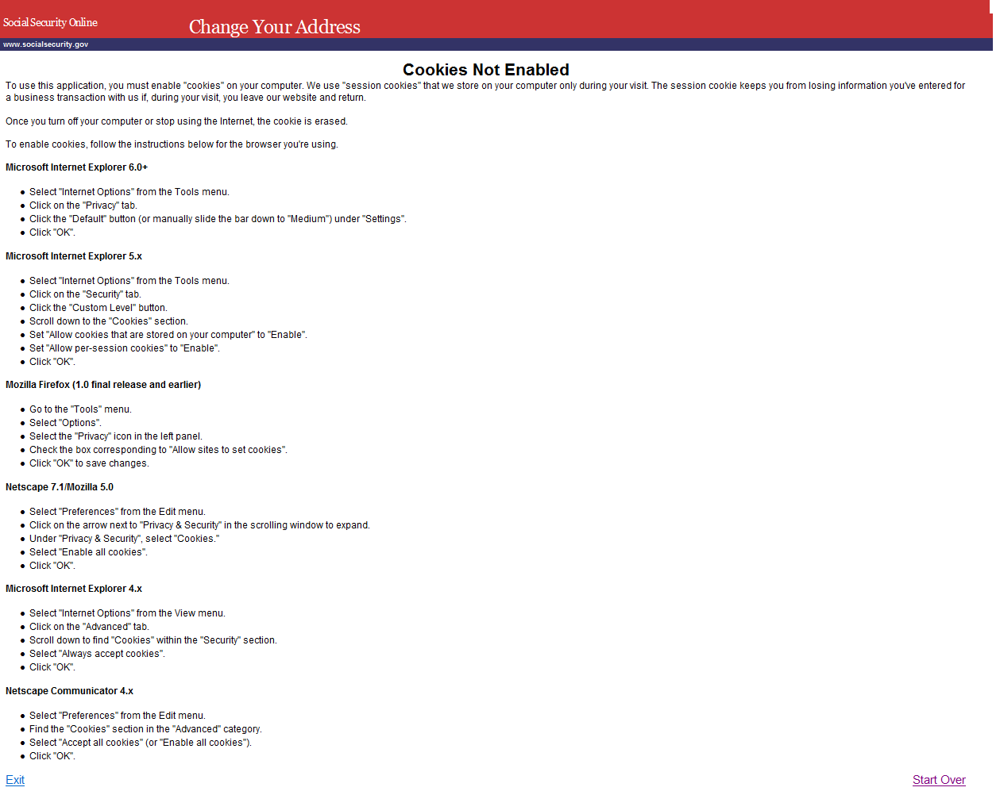 Social Security Online
Change Your Address
www.socialsecurity.gov
Cookies Not Enabled
To use this application, you must enable "cookies" on your computer. We use "session cookies" that we store on your computer only during your visit. The session cookie keeps you from losing information you've entered for
a business transaction with us if, during your visit, you leave our website and return.
Once you turn off your computer or stop using the Internet, the cookie is erased.
To enable cookies, follow the instructions below for the browser you're using.
Microsoft Internet Explorer 6.0+
● Select "Internet Options" from the Tools menu.
● Click on the "Privacy" tab.
● Click the "Default" button (or manually slide the bar down to "Medium") under "Settings".
● Click "OK".
Microsoft Internet Explorer 5.x
● Select "Internet Options" from the Tools menu.
● Click on the "Security" tab.
● Click the "Custom Level" button.
● Scroll down to the "Cookies" section.
● Set "Allow cookies that are stored on your computer" to "Enable".
● Set "Allow per-session cookies" to "Enable".
● Click "OK".
Mozilla Firefox (1.0 final release and earlier)
● Go to the "Tools" menu.
● Select "Options".
● Select the "Privacy" icon in the left panel.
● Check the box corresponding to "Allow sites to set cookies".
● Click "OK" to save changes.
Netscape 7.1/Mozilla 5.0
● Select "Preferences" from the Edit menu.
● Click on the arrow next to "Privacy & Security" in the scrolling window to expand.
● Under "Privacy & Security", select "Cookies."
● Select "Enable all cookies".
● Click "OK".
Microsoft Internet Explorer 4.x
● Select "Internet Options" from the View menu.
● Click on the "Advanced" tab.
● Scroll down to find "Cookies" within the "Security" section.
● Select "Always accept cookies".
● Click "OK".
Netscape Communicator 4.x
● Select "Preferences" from the Edit menu.
● Find the "Cookies" section in the "Advanced" category.
● Select "Accept all cookies" (or "Enable all cookies").
● Click "OK".
Exit
Start Over